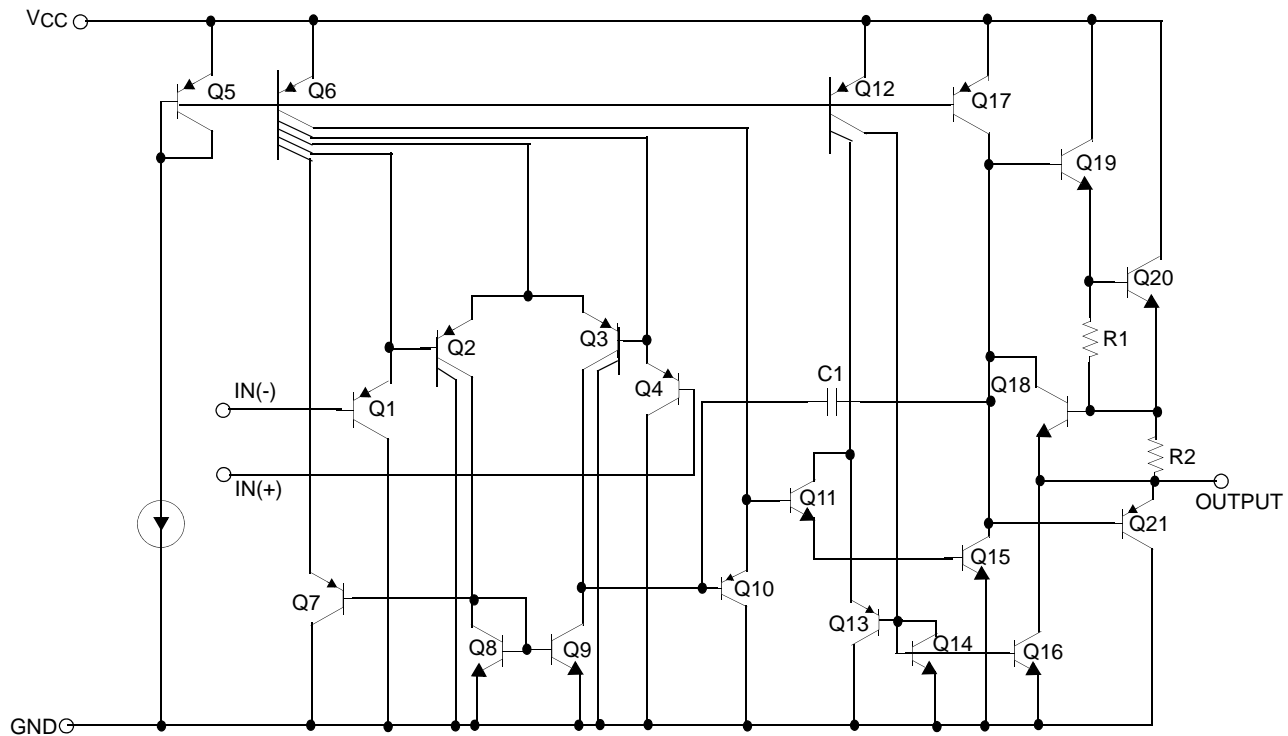 VCC
Q5
Q6
Q12
Q17
Q19
Q20
R1
Q2
Q3
Q4
C1
Q18
IN(-)
Q1
R2
IN(+)
Q11
OUTPUT
Q21
Q15
Q10
Q7
Q13
Q8
Q9
Q14
Q16
GND